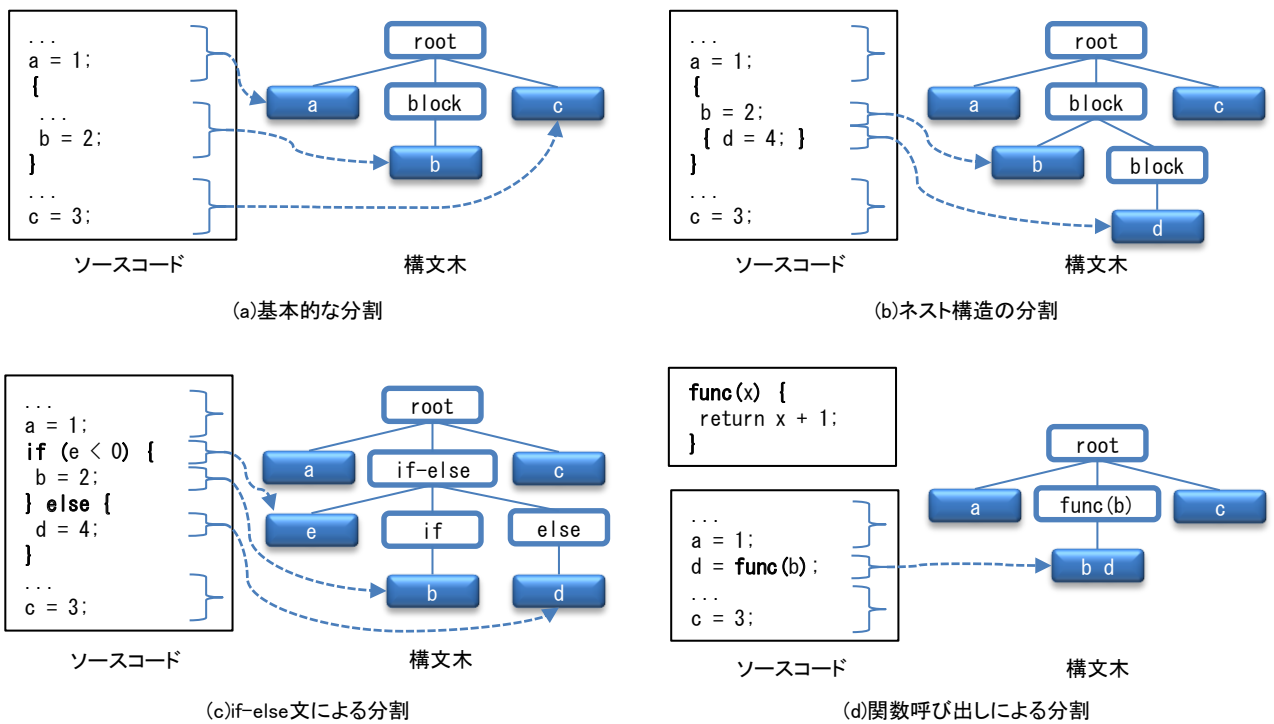 ...
a = 1;
{
...
b = 2;
}
...
c = 3;
root
a
block
c
b
ソースコード
構文木
(a)基本的な分割
...
a = 1;
{
b = 2;
{ d = 4; }
}
...
c = 3;
root
a
block
c
b
block
d
ソースコード
構文木
(b)ネスト構造の分割
...
a = 1;
if (e < 0) {
b = 2;
} else {
d = 4;
}
...
c = 3;
root
a
if-else
c
e
if
else
b
d
ソースコード
構文木
(c)if-else文による分割
func(x) {
return x + 1;
}
...
a = 1;
d = func(b);
...
c = 3;
root
a
func(b)
c
b d
ソースコード
構文木
(d)関数呼び出しによる分割